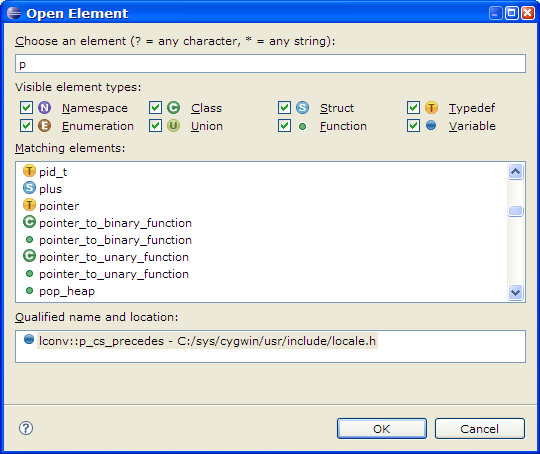 Open Element
Choose an element (? = any character, * = any string):
p
Visible element types:
N Namespace C Class S Struct T Typedef
E Enumeration U Union Function Variable
Matching elements:
T pid_t
S plus
T pointer
C pointer_to_binary_function
pointer_to_binary_function
C pointer_to_unary_function
pointer_to_unary_function
pop_heap
Qualified name and location:
lconv::p_cs_precedes - C:/sys/cygwin/usr/include/locale.h
? OK Cancel